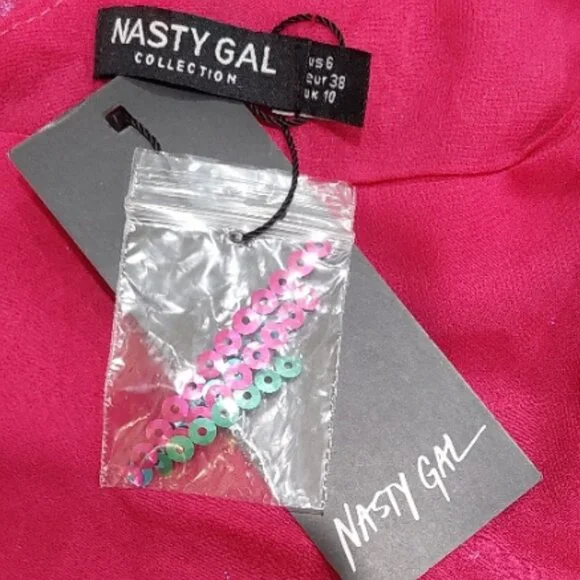 NASTY GAL
COLLECTION
US 6
eur 38
UK 10
NASTY GAL